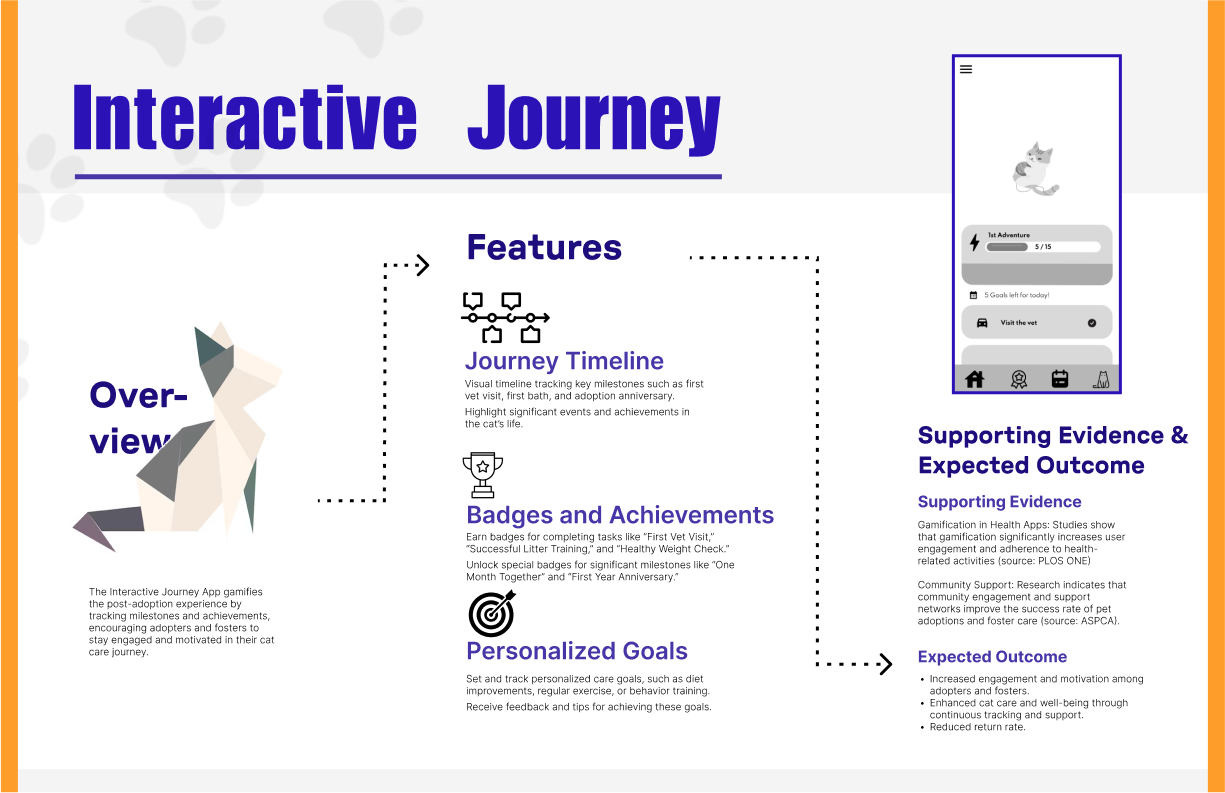 Interactive Journey
Over-
view
The Interactive Journey App gamifies
the post-adoption experience by
tracking milestones and achievements,
encouraging adopters and fosters to
stay engaged and motivated in their cat
care journey.
Features
Journey Timeline
Visual timeline tracking key milestones such as first
vet visit, first bath, and adoption anniversary.
Highlight significant events and achievements in
the cat's life.
Badges and Achievements
Earn badges for completing tasks like "First Vet Visit,"
"Successful Litter Training," and "Healthy Weight Check."
Unlock special badges for significant milestones like "One
Month Together" and "First Year Anniversary."
Personalized Goals
Set and track personalized care goals, such as diet
improvements, regular exercise, or behavior training.
Receive feedback and tips for achieving these goals.
1st Adventure
5 / 15
5 Goals left for today!
Visit the vet
Supporting Evidence &
Expected Outcome
Supporting Evidence
Gamification in Health Apps: Studies show
that gamification significantly increases user
engagement and adherence to health-
related activities (source: PLOS ONE)
Community Support: Research indicates that
community engagement and support
networks improve the success rate of pet
adoptions and foster care (source: ASPCA).
Expected Outcome
• Increased engagement and motivation among
adopters and fosters.
• Enhanced cat care and well-being through
continuous tracking and support.
• Reduced return rate.